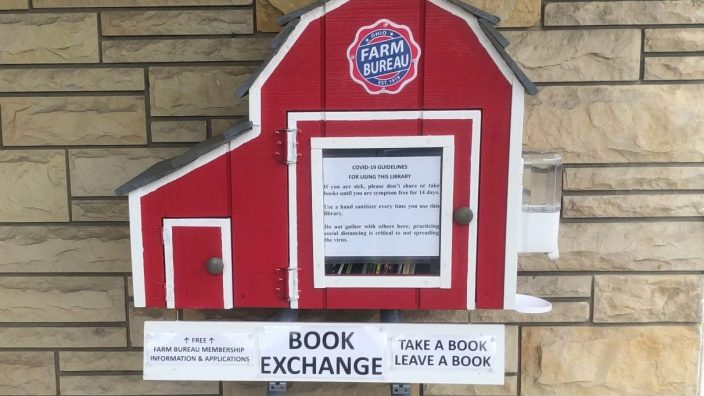 OHIO
FARM
BUREAU
EST. 1919
COVID-19 GUIDELINES
FOR USING THIS LIBRARY
If you are sick, please don't share or take
books until you are symptom free for 14 days.
Use a hand sanitizer every time you use this
library.
Do not gather with others here; practicing
social distancing is critical to not spreading
the virus.
↑ FREE ↑
FARM BUREAU MEMBERSHIP
INFORMATION & APPLICATIONS
BOOK
EXCHANGE
TAKE A BOOK
LEAVE A BOOK